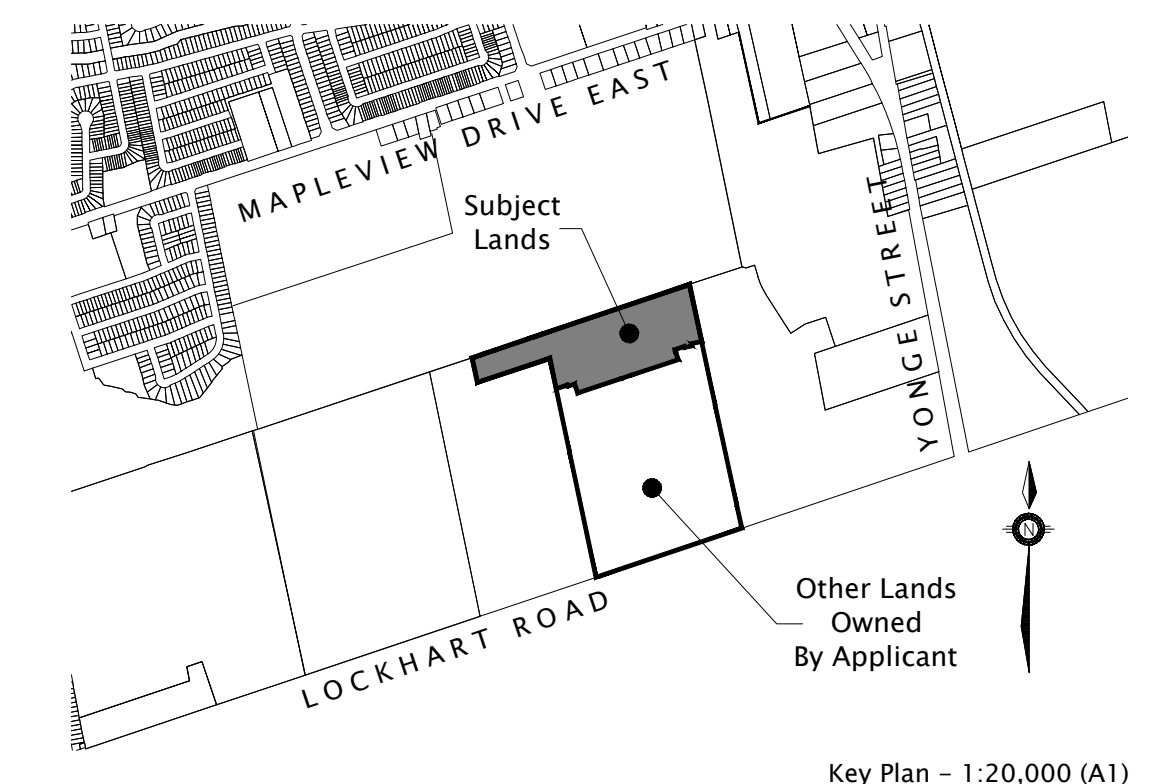 MAPLEVIEW DRIVE EAST
Subject
Lands
YONGE STREET
N
Other Lands
Owned
By Applicant
LOCKHART ROAD
Key Plan – 1:20,000 (A1)